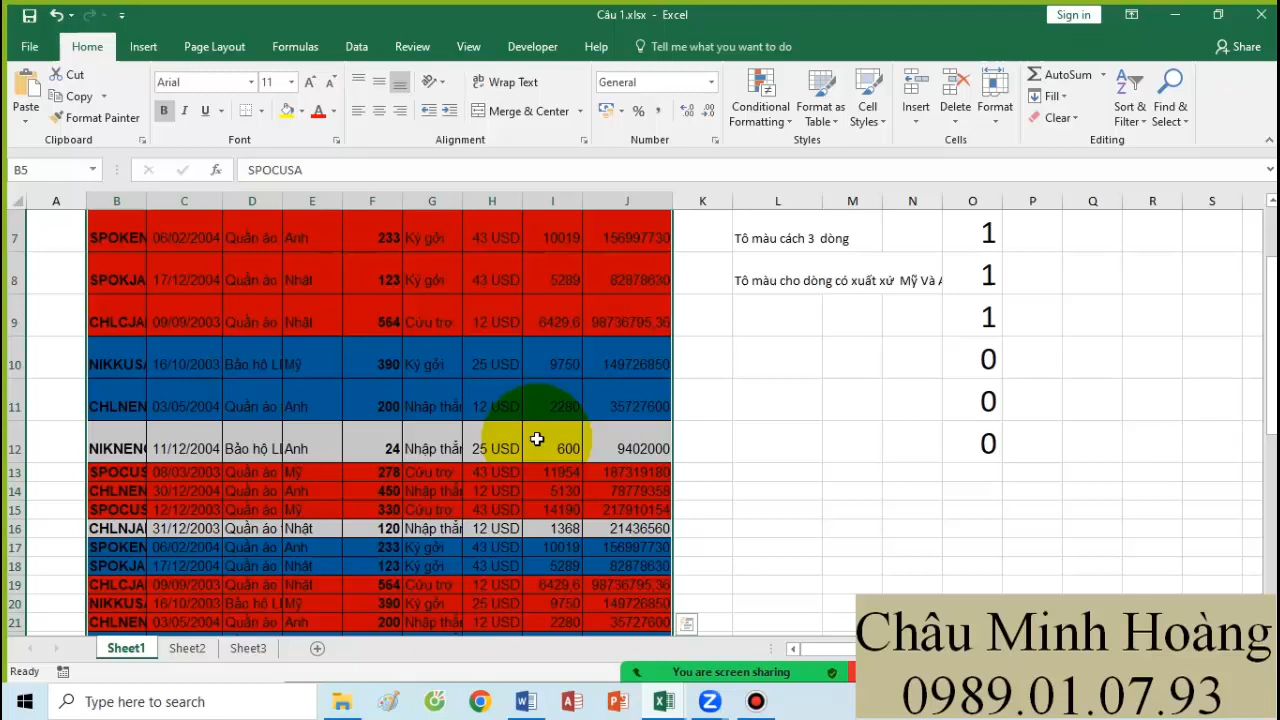 Câu 1.xlsx - Excel
Sign in
File Home Insert Page Layout Formulas Data Review View Developer Help Tell me what you want to do Share
Paste Cut Copy Format Painter Clipboard
Arial 11 B I U Font
Wrap Text Merge & Center Alignment
General % Number
Conditional Formatting Format as Table Cell Styles Styles
Insert Delete Format Cells
AutoSum Fill Clear Sort & Filter Find & Select Editing
B5 fx SPOCUSA
A B C D E F G H I J K L M N O P Q R S
7 SPOKEN 06/02/2004 Quần áo Anh 233 Ký gởi 43 USD 10019 156997730 Tô màu cách 3 dòng 1
8 SPOKJA 17/12/2004 Quần áo Nhật 123 Ký gởi 43 USD 5289 82878630 Tô màu cho dòng có xuất xứ Mỹ Và A 1
9 CHLCJA 09/09/2003 Quần áo Nhật 564 Cứu trợ 12 USD 6429,6 98736795,36 1
10 NIKKUSA 16/10/2003 Bảo hộ Mỹ 390 Ký gởi 25 USD 9750 149726850 0
11 CHLNEN 03/05/2004 Quần áo Anh 200 Nhập 12 USD 2280 35727600 0
12 NIKNENG 11/12/2004 Bảo hộ Anh 24 Nhập 25 USD 600 9402000 0
13 SPOCUS 08/03/2003 Quần áo Mỹ 278 Cứu trợ 43 USD 11954 187319180
14 CHLNEN 30/12/2004 Quần áo Anh 450 Nhập 12 USD 5130 78779358
15 SPOCUS 12/12/2003 Quần áo Mỹ 330 Cứu trợ 43 USD 14190 217910154
16 CHLNJA 31/12/2003 Quần áo Nhật 120 Nhập 12 USD 1368 21436560
17 SPOKEN 06/02/2004 Quần áo Anh 233 Ký gởi 43 USD 10019 156997730
18 SPOKJA 17/12/2004 Quần áo Nhật 123 Ký gởi 43 USD 5289 82878630
19 CHLCJA 09/09/2003 Quần áo Nhật 564 Cứu trợ 12 USD 6429,6 98736795,36
20 NIKKUSA 16/10/2003 Bảo hộ Mỹ 390 Ký gởi 25 USD 9750 149726850
21 CHLNEN 03/05/2004 Quần áo Anh 200 Nhập 12 USD 2280 35727600
Sheet1 Sheet2 Sheet3
Ready
You are screen sharing
Type here to search
Châu Minh Hoàng
0989.01.07.93